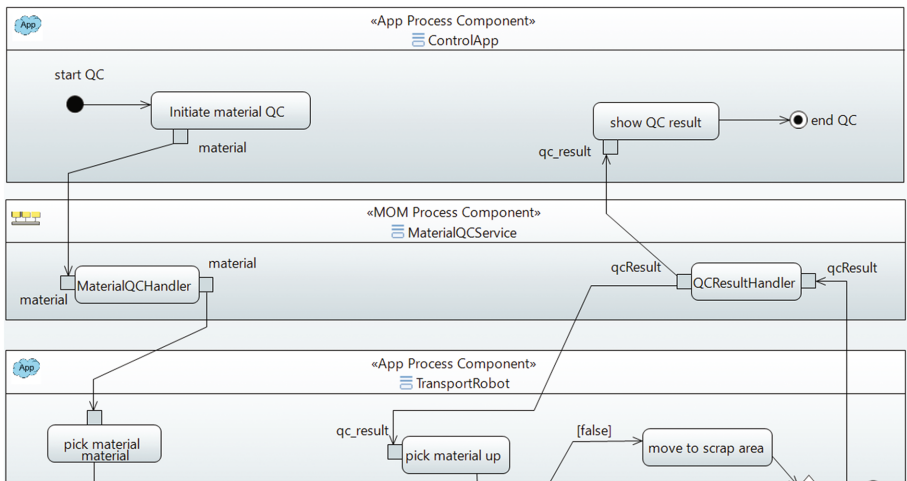 App
«App Process Component»
ControlApp
start QC
Initiate material QC
material
show QC result
end QC
qc_result
«MOM Process Component»
MaterialQCService
material
MaterialQCHandler
material
qcResult
QCResultHandler
qcResult
App
«App Process Component»
TransportRobot
pick material
material
qc_result
pick material up
[false]
move to scrap area